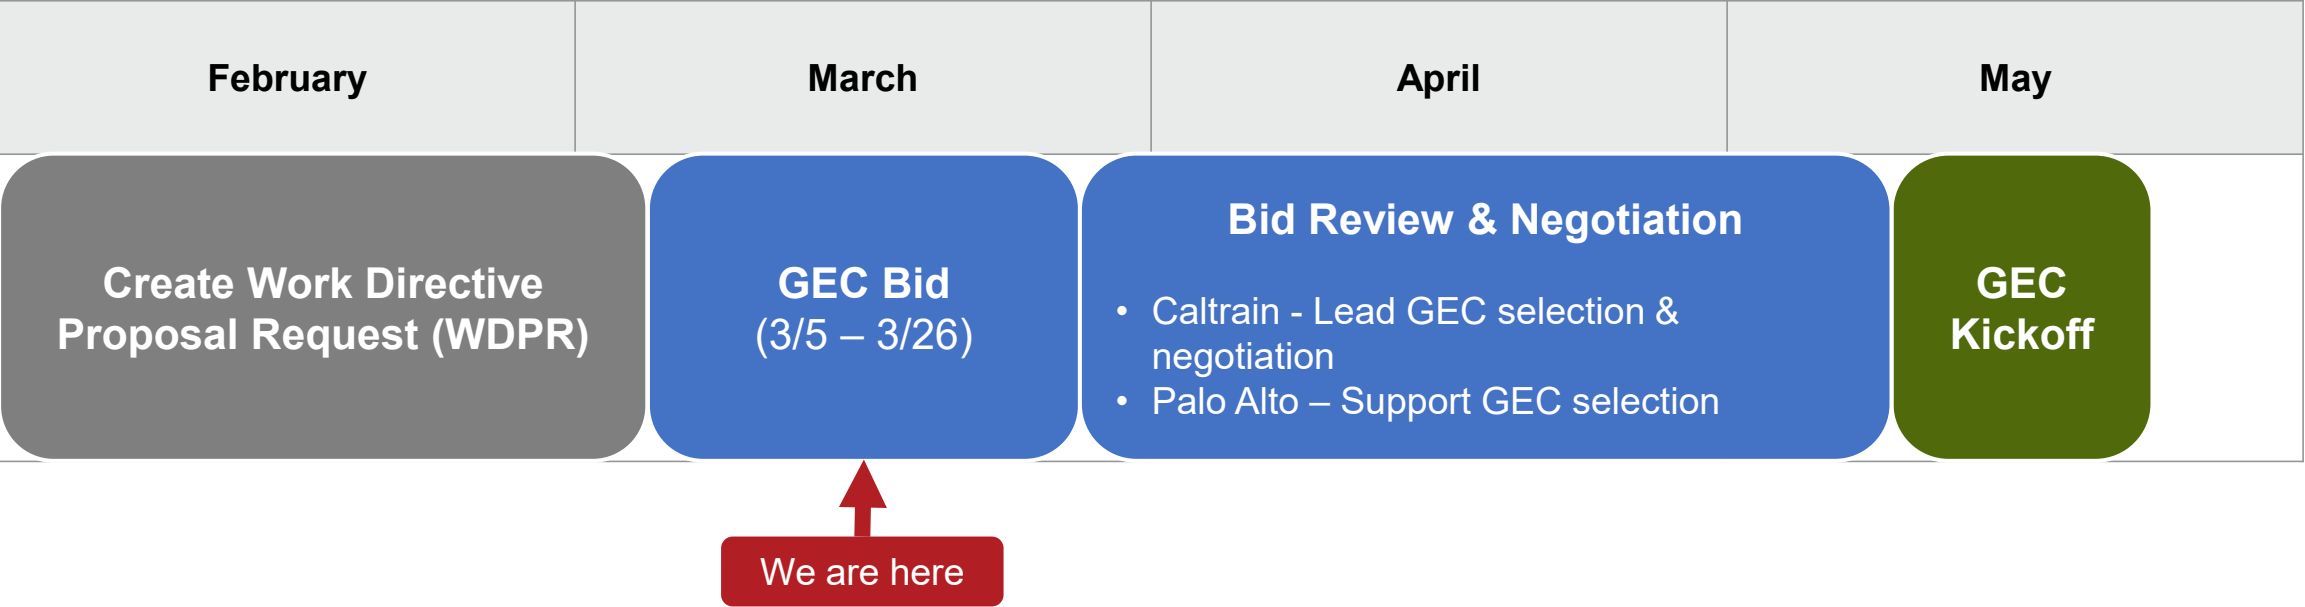 February
March
April
May
Create Work Directive
Proposal Request (WDPR)
GEC Bid
(3/5 – 3/26)
Bid Review & Negotiation
• Caltrain - Lead GEC selection &
negotiation
• Palo Alto – Support GEC selection
GEC
Kickoff
We are here